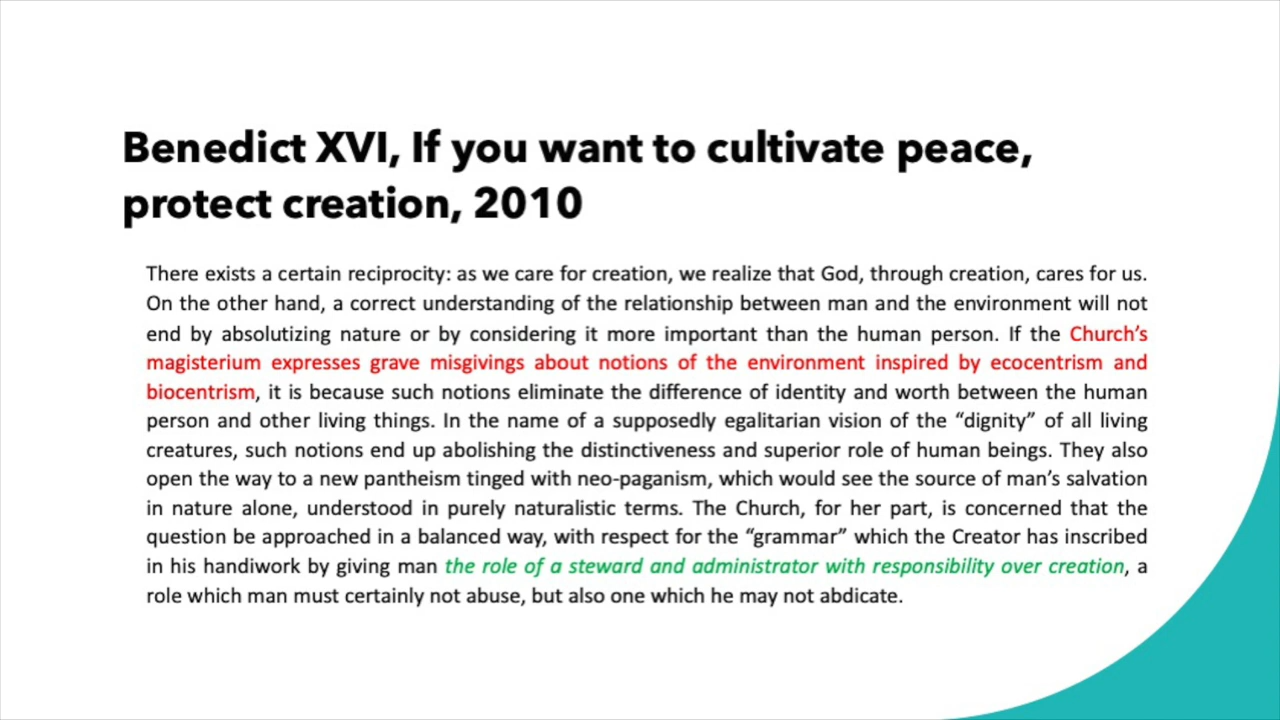 Benedict XVI, If you want to cultivate peace,
protect creation, 2010
There exists a certain reciprocity: as we care for creation, we realize that God, through creation, cares for us.
On the other hand, a correct understanding of the relationship between man and the environment will not
end by absolutizing nature or by considering it more important than the human person. If the Church’s
magisterium expresses grave misgivings about notions of the environment inspired by ecocentrism and
biocentrism, it is because such notions eliminate the difference of identity and worth between the human
person and other living things. In the name of a supposedly egalitarian vision of the “dignity” of all living
creatures, such notions end up abolishing the distinctiveness and superior role of human beings. They also
open the way to a new pantheism tinged with neo-paganism, which would see the source of man’s salvation
in nature alone, understood in purely naturalistic terms. The Church, for her part, is concerned that the
question be approached in a balanced way, with respect for the “grammar” which the Creator has inscribed
in his handiwork by giving man the role of a steward and administrator with responsibility over creation, a
role which man must certainly not abuse, but also one which he may not abdicate.